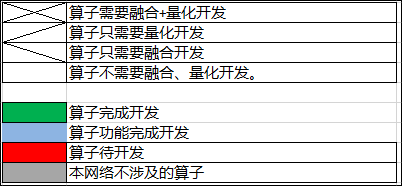 算子需要融合+量化开发
算子只需要量化开发
算子只需要融合开发
算子不需要融合、量化开发。
算子完成开发
算子功能完成开发
算子待开发
本网络不涉及的算子